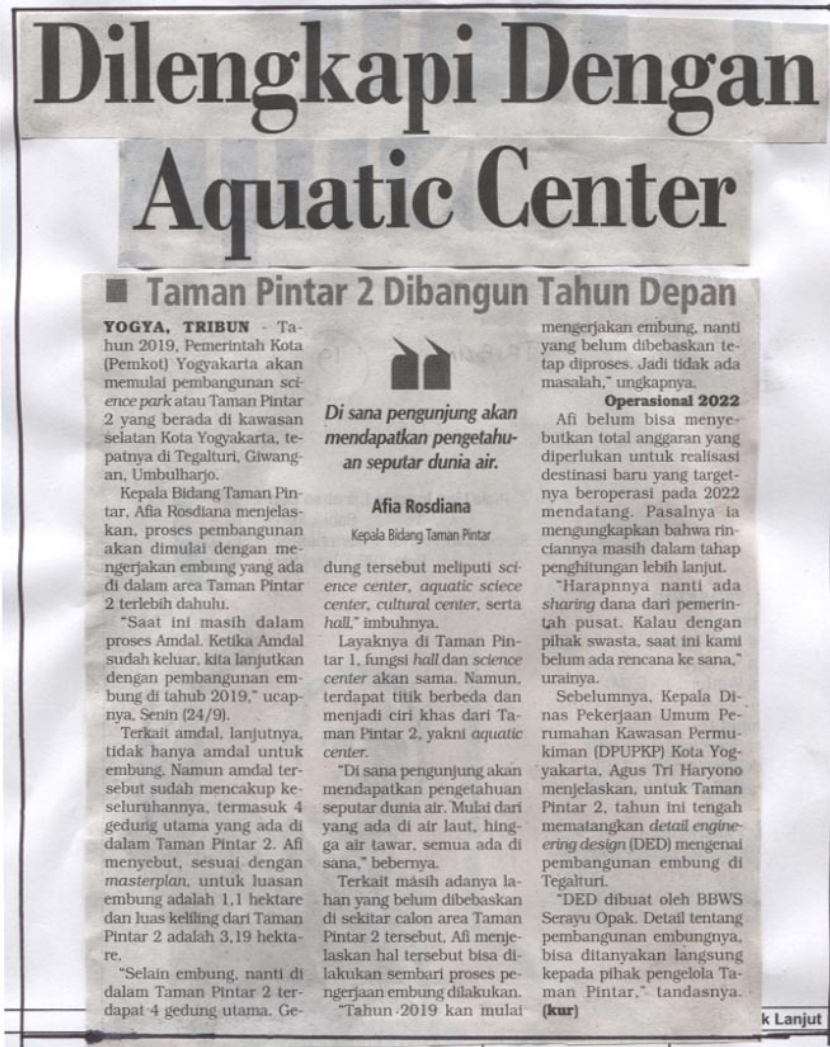 Dilengkapi Dengan
Aquatic Center
■ Taman Pintar 2 Dibangun Tahun Depan
YOGYA, TRIBUN - Ta-
hun 2019, Pemerintah Kota
(Pemkot) Yogyakarta akan
memulai pembangunan sci-
ence park atau Taman Pintar
2 yang berada di kawasan
selatan Kota Yogyakarta, te-
patnya di Tegalturi, Giwang-
an, Umbulharjo.
Kepala Bidang Taman Pin-
tar, Afia Rosdiana menjelas-
kan, proses pembangunan
akan dimulai dengan me-
ngerjakan embung yang ada
di dalam area Taman Pintar
2 terlebih dahulu.
"Saat ini masih dalam
proses Amdal. Ketika Amdal
sudah keluar, kita lanjutkan
dengan pembangunan em-
bung di tahub 2019," ucap-
nya, Senin (24/9).
Terkait amdal, lanjutnya,
tidak hanya amdal untuk
embung. Namun amdal ter-
sebut sudah mencakup ke-
seluruhannya, termasuk 4
gedung utama yang ada di
dalam Taman Pintar 2. Afi
menyebut, sesuai dengan
masterplan, untuk luasan
embung adalah 1,1 hektare
dan luas keliling dari Taman
Pintar 2 adalah 3,19 hekta-
re.
"Selain embung, nanti di
dalam Taman Pintar 2 ter-
dapat 4 gedung utama. Ge-
Di sana pengunjung akan
mendapatkan pengetahu-
an seputar dunia air.
Afia Rosdiana
Kepala Bidang Taman Pintar
dung tersebut meliputi sci-
ence center, aquatic sciece
center, cultural center, serta
hall," imbuhnya.
Layaknya di Taman Pin-
tar 1, fungsi hall dan science
center akan sama. Namun,
terdapat titik berbeda dan
menjadi ciri khas dari Ta-
man Pintar 2, yakni aquatic
center.
"Di sana pengunjung akan
mendapatkan pengetahuan
seputar dunia air. Mulai dari
yang ada di air laut, hing-
ga air tawar, semua ada di
sana," bebernya.
Terkait masih adanya la-
han yang belum dibebaskan
di sekitar calon area Taman
Pintar 2 tersebut, Afi menje-
laskan hal tersebut bisa di-
lakukan sembari proses pe-
ngerjaan embung dilakukan.
"Tahun 2019 kan mulai
mengerjakan embung, nanti
yang belum dibebaskan te-
tap diproses. Jadi tidak ada
masalah," ungkapnya.
Operasional 2022
Afi belum bisa menye-
butkan total anggaran yang
diperlukan untuk realisasi
destinasi baru yang target-
nya beroperasi pada 2022
mendatang. Pasalnya ia
mengungkapkan bahwa rin-
ciannya masih dalam tahap
penghitungan lebih lanjut.
"Harapnnya nanti ada
sharing dana dari pemerin-
tah pusat. Kalau dengan
pihak swasta, saat ini kami
belum ada rencana ke sana,"
urainya.
Sebelumnya, Kepala Di-
nas Pekerjaan Umum Pe-
rumahan Kawasan Permu-
kiman (DPUPKP) Kota Yog-
yakarta, Agus Tri Haryono
menjelaskan, untuk Taman
Pintar 2, tahun ini tengah
mematangkan detail engine-
ering design (DED) mengenai
pembangunan embung di
Tegalturi.
"DED dibuat oleh BBWS
Serayu Opak. Detail tentang
pembangunan embungnya,
bisa ditanyakan langsung
kepada pihak pengelola Ta-
man Pintar," tandasnya.
(kur)
k Lanjut